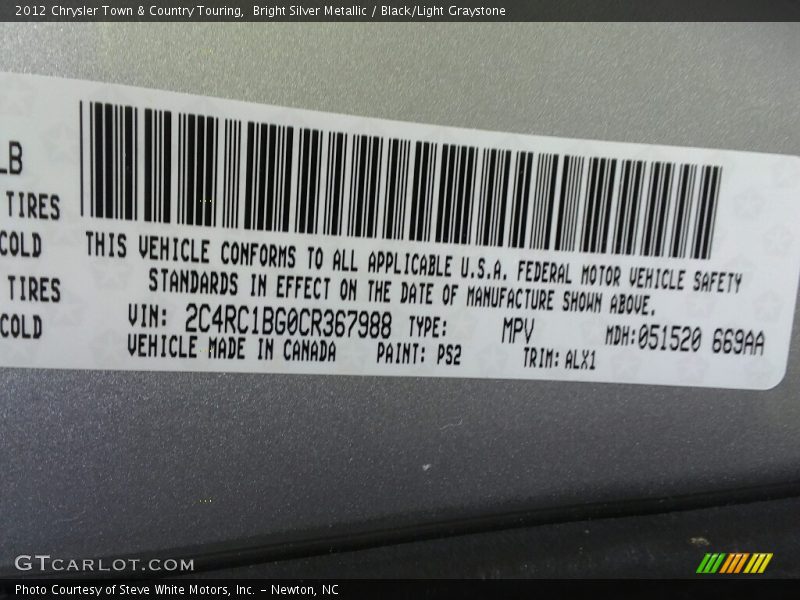 2012 Chrysler Town & Country Touring,  Bright Silver Metallic / Black/Light Graystone
LB
TIRES
COLD
TIRES
COLD
THIS VEHICLE CONFORMS TO ALL APPLICABLE U.S.A. FEDERAL MOTOR VEHICLE SAFETY
STANDARDS IN EFFECT ON THE DATE OF MANUFACTURE SHOWN ABOVE.
VIN: 2C4RC1BG0CR367988 TYPE: MPV MDH:051520 669AA
VEHICLE MADE IN CANADA PAINT: PS2 TRIM: ALX1
GTCARLOT.COM
Photo Courtesy of Steve White Motors, Inc. – Newton, NC